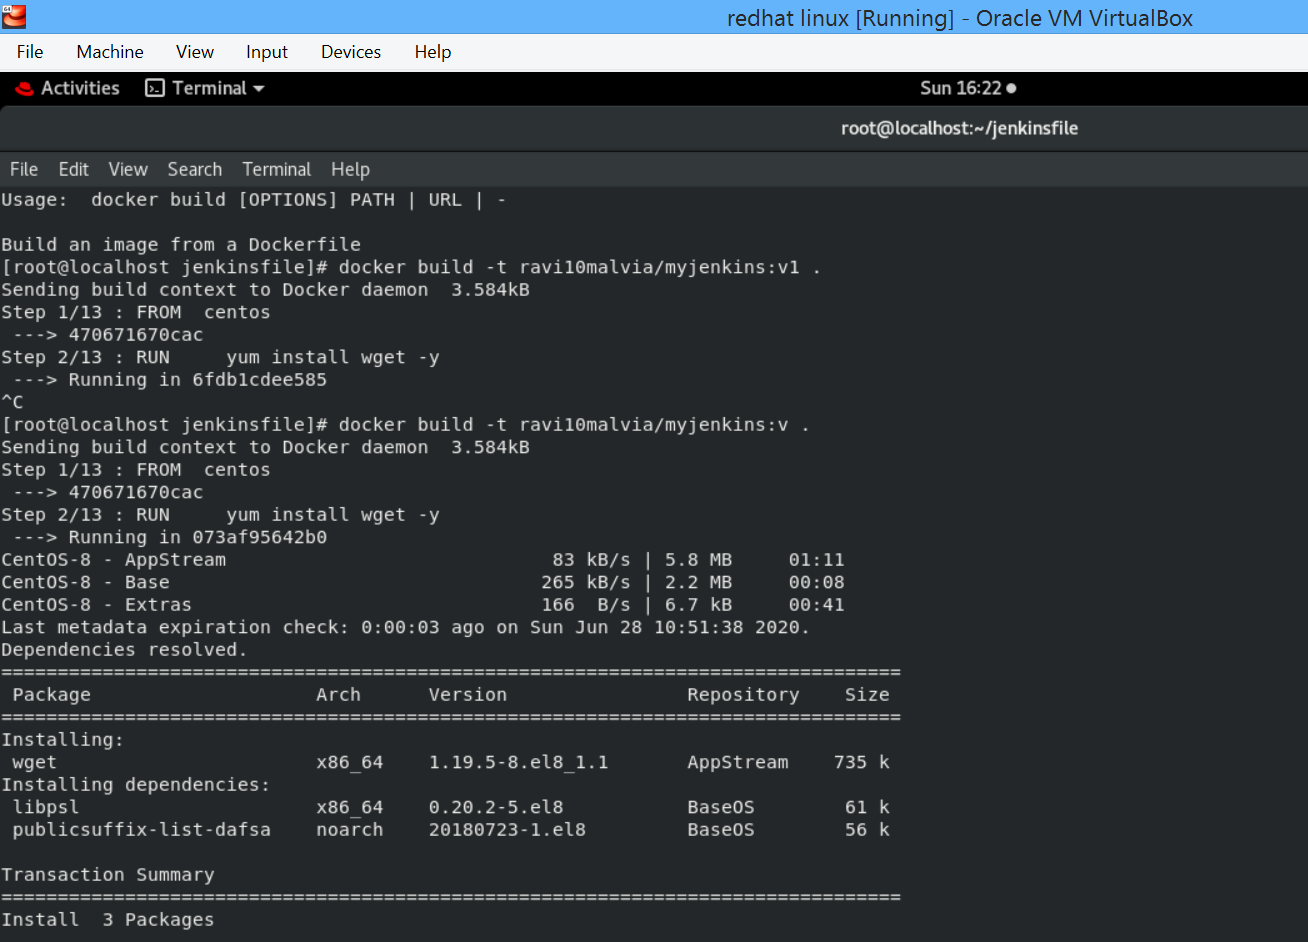 64
redhat linux [Running] - Oracle VM VirtualBox
File Machine View Input Devices Help
Activities Terminal Sun 16:22
root@localhost:~/jenkinsfile
File Edit View Search Terminal Help
Usage:  docker build [OPTIONS] PATH | URL | -
Build an image from a Dockerfile
[root@localhost jenkinsfile]# docker build -t ravi10malvia/myjenkins:v1 .
Sending build context to Docker daemon  3.584kB
Step 1/13 : FROM  centos
 ---> 470671670cac
Step 2/13 : RUN     yum install wget -y
 ---> Running in 6fdb1cdee585
^C
[root@localhost jenkinsfile]# docker build -t ravi10malvia/myjenkins:v .
Sending build context to Docker daemon  3.584kB
Step 1/13 : FROM  centos
 ---> 470671670cac
Step 2/13 : RUN     yum install wget -y
 ---> Running in 073af95642b0
CentOS-8 - AppStream                             83 kB/s | 5.8 MB     01:11
CentOS-8 - Base                                 265 kB/s | 2.2 MB     00:08
CentOS-8 - Extras                               166  B/s | 6.7 kB     00:41
Last metadata expiration check: 0:00:03 ago on Sun Jun 28 10:51:38 2020.
Dependencies resolved.
================================================================================
 Package                    Arch      Version                Repository    Size
================================================================================
Installing:
 wget                       x86_64    1.19.5-8.el8_1.1       AppStream    735 k
Installing dependencies:
 libpsl                     x86_64    0.20.2-5.el8           BaseOS        61 k
 publicsuffix-list-dafsa    noarch    20180723-1.el8         BaseOS        56 k
Transaction Summary
================================================================================
Install  3 Packages